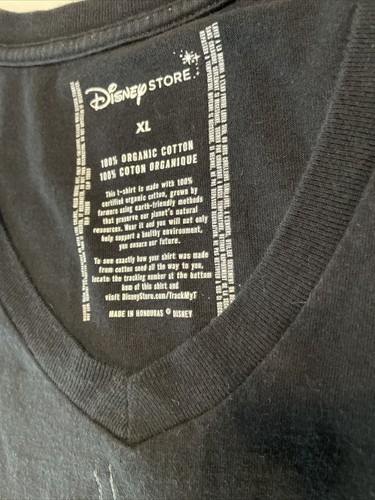 Disney STORE
XL
100% ORGANIC COTTON
100% COTON ORGANIQUE
This t-shirt is made with 100%
certified organic cotton, grown by
farmers using earth-friendly methods
that preserve our planet's natural
resources. Wear it and you will not only
help support a healthy environment,
you ensure our future.
To see exactly how your shirt was made
from cotton seed all the way to you,
locate the tracking number at the bottom
hem of this shirt and
visit DisneyStore.com/TrackMyT
MADE IN HONDURAS © DISNEY